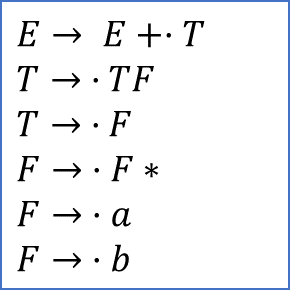 E → E +· T
T → · TF
T → · F
F → · F *
F → · a
F → · b